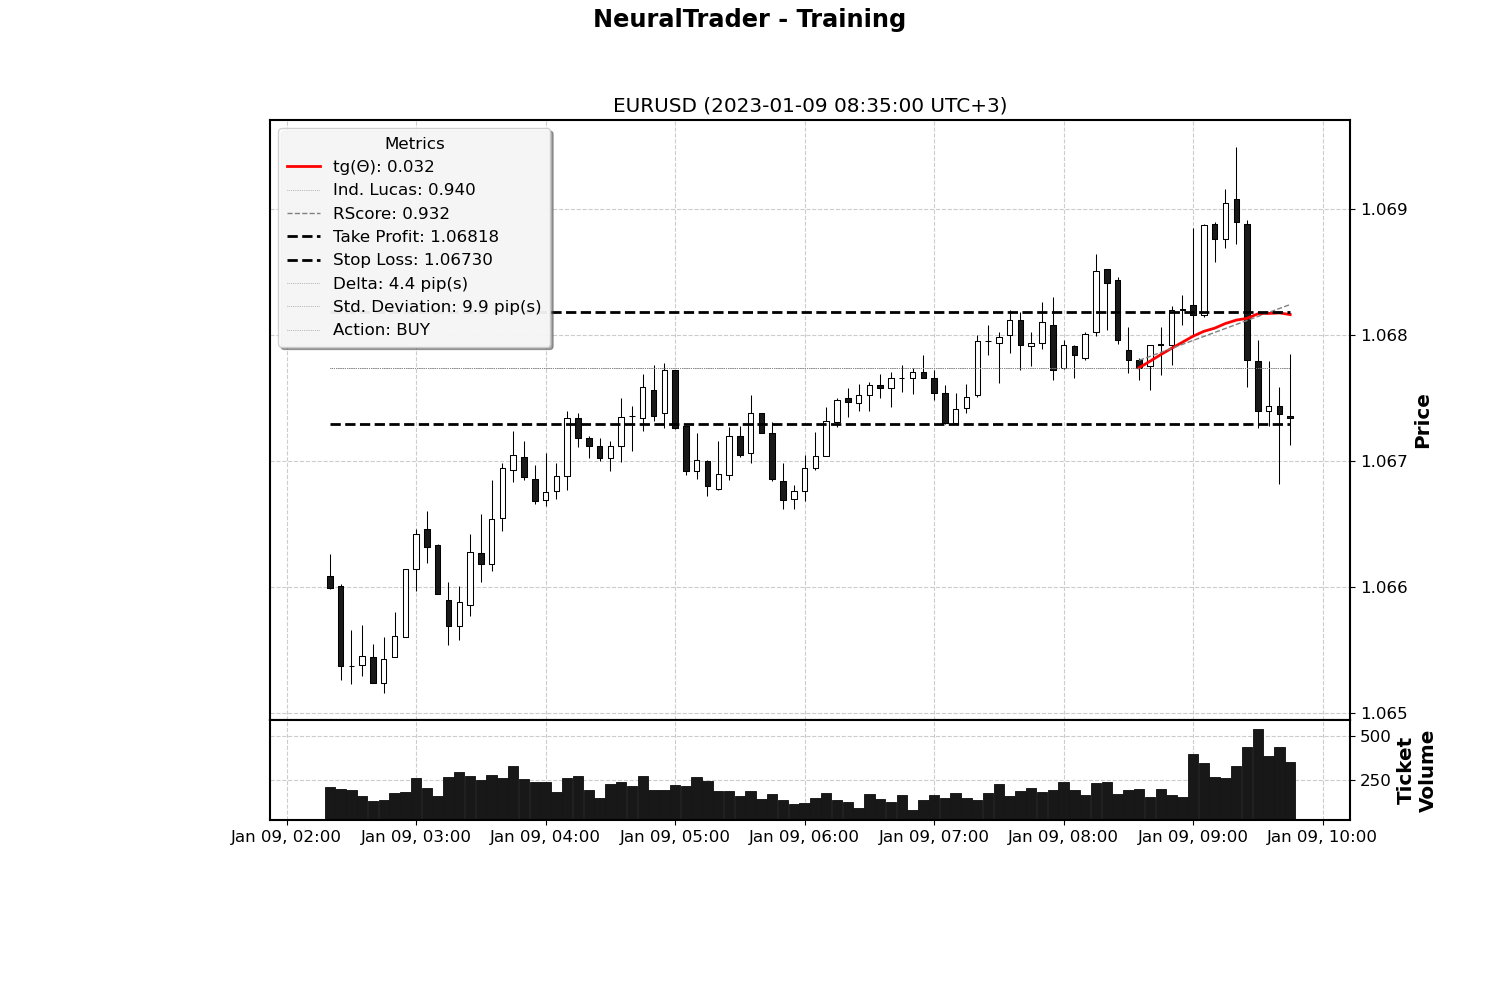 NeuralTrader - Training
EURUSD (2023-01-09 08:35:00 UTC+3)
Metrics
tg(Θ): 0.032
Ind. Lucas: 0.940
RScore: 0.932
Take Profit: 1.06818
Stop Loss: 1.06730
Delta: 4.4 pip(s)
Std. Deviation: 9.9 pip(s)
Action: BUY
1.069
1.068
1.067
1.066
1.065
Price
500
250
Ticket
Volume
Jan 09, 02:00
Jan 09, 03:00
Jan 09, 04:00
Jan 09, 05:00
Jan 09, 06:00
Jan 09, 07:00
Jan 09, 08:00
Jan 09, 09:00
Jan 09, 10:00